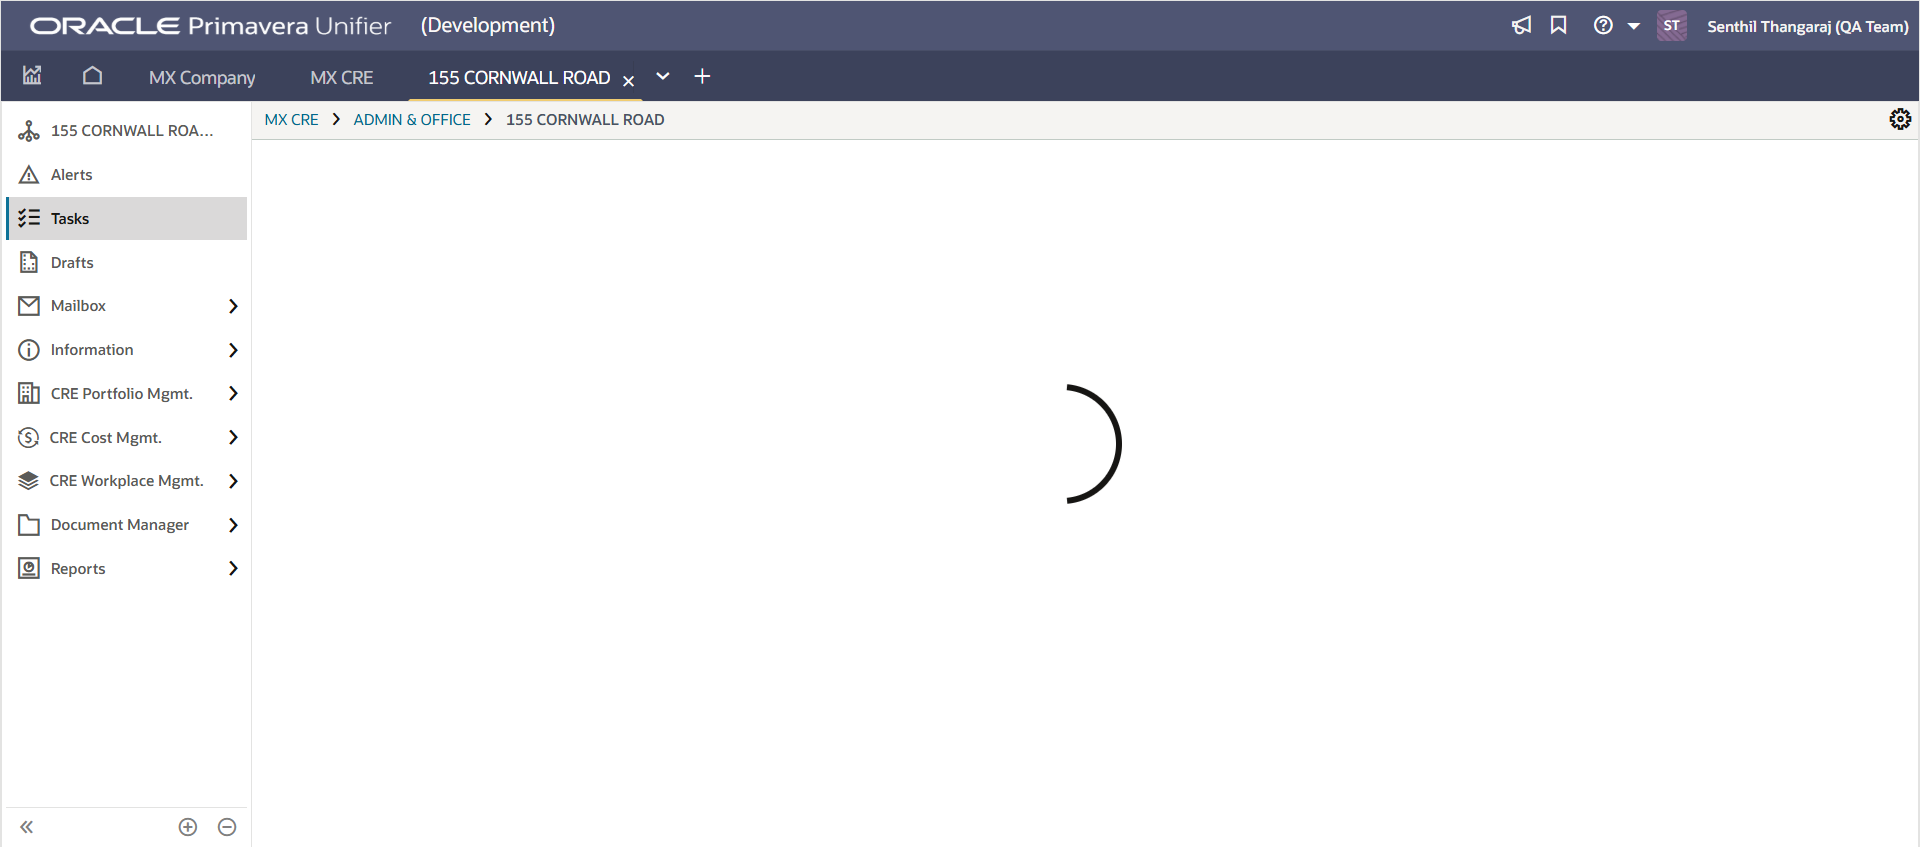 ORACLE Primavera Unifier (Development)
ST Senthil Thangaraj (QA Team)
MX Company MX CRE 155 CORNWALL ROAD
MX CRE ADMIN & OFFICE 155 CORNWALL ROAD
155 CORNWALL ROA...
Alerts
Tasks
Drafts
Mailbox
Information
CRE Portfolio Mgmt.
CRE Cost Mgmt.
CRE Workplace Mgmt.
Document Manager
Reports